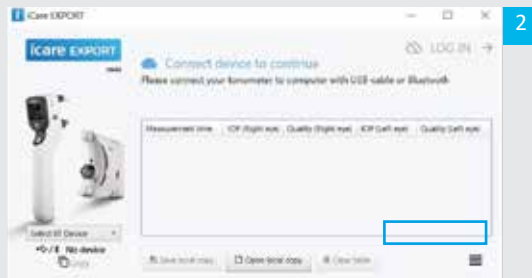 iCare EXPORT
2
icare EXPORT
LOG IN
Connect device to continue
Please connect your tonometer to computer with USB cable or Bluetooth
Measurement time IOP (Right eye) Quality (Right eye) IOP (Left eye) Quality (Left eye)
Select BT Device
No device
Save local copy Open local copy Clear table